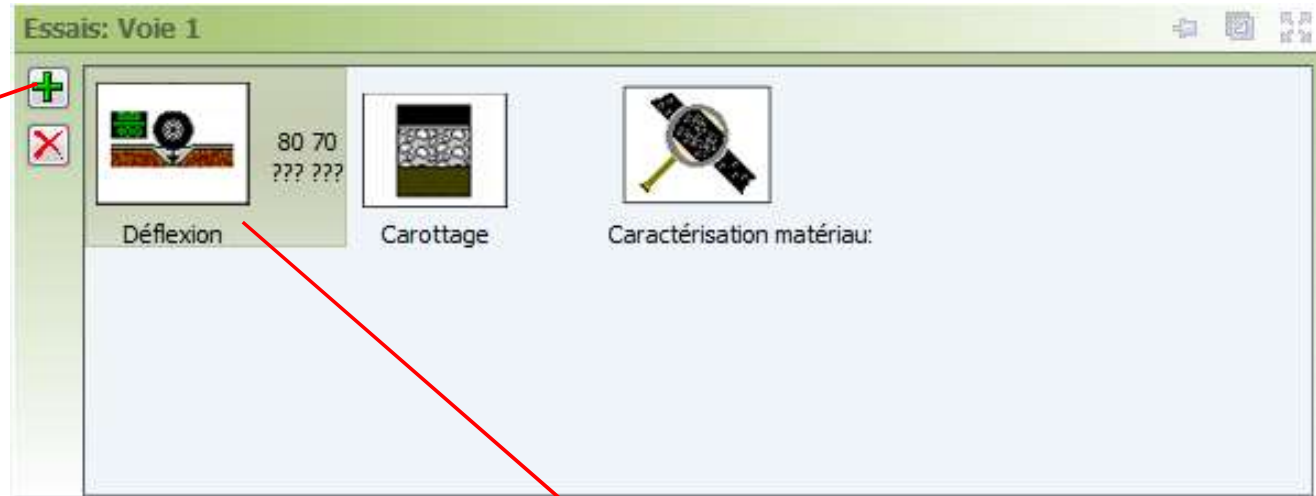 Essais: Voie 1
80 70
??? ???
Déflexion
Carottage
Caractérisation matériau: